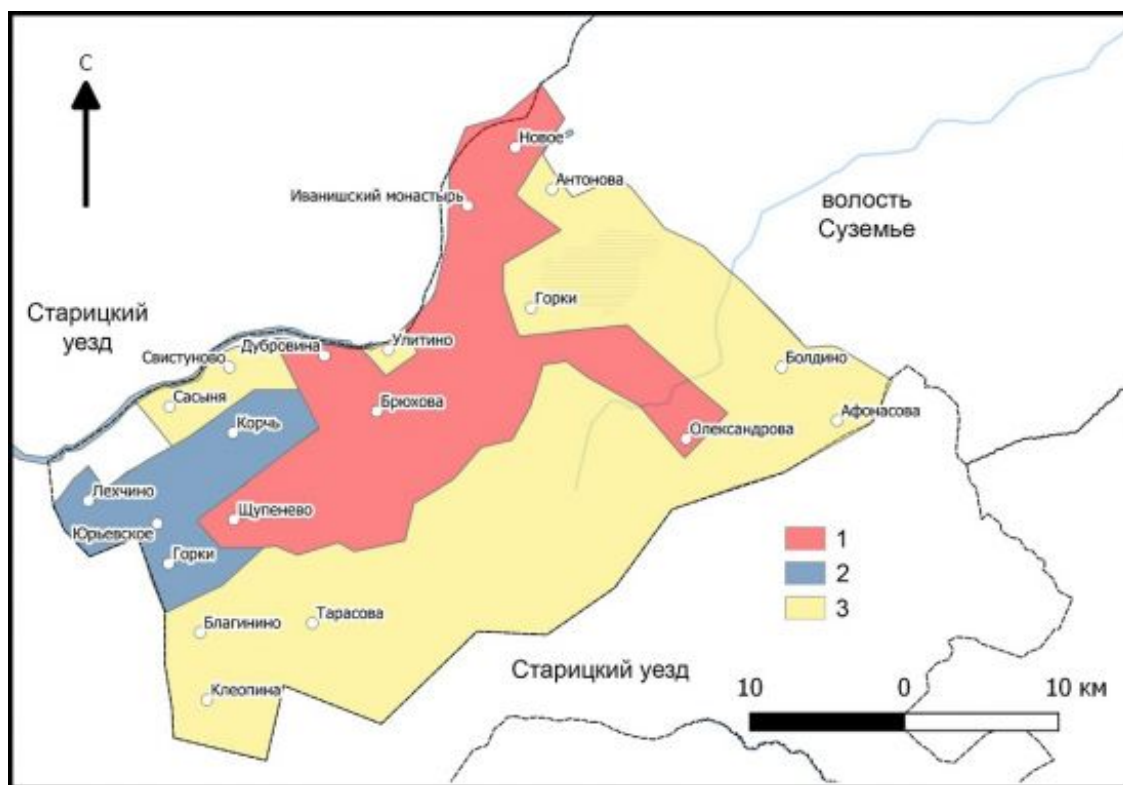 С
Новое
Антонова
Иванишский монастырь
волость
Суземье
Горки
Старицкий
уезд
Улитино
Дубровина
Свистуново
Болдино
Сасыня
Брюхова
Афонасова
Корчь
Олександрова
Лехчино
Щупенево
Юрьевское
1
Горки
2
3
Благинино
Тарасова
Старицкий уезд
Клеопина
10
0
10 км